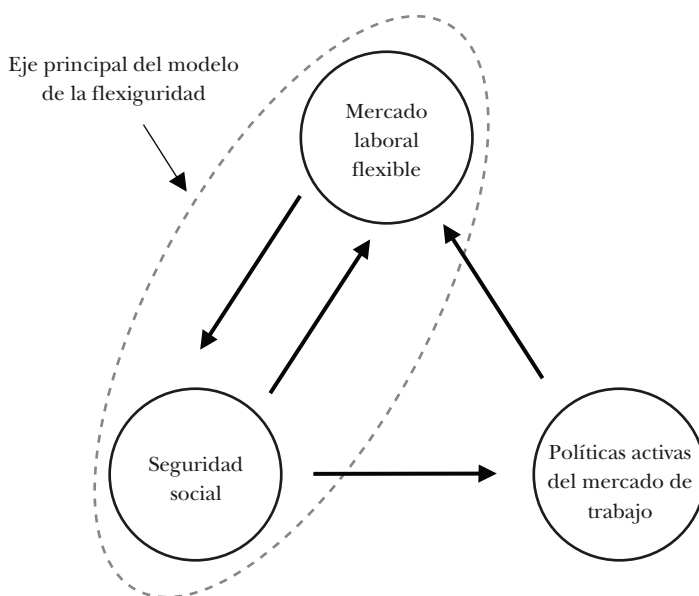 Eje principal del modelo
de la flexiguridad
Mercado
laboral
flexible
Seguridad
social
Políticas activas
del mercado de
trabajo